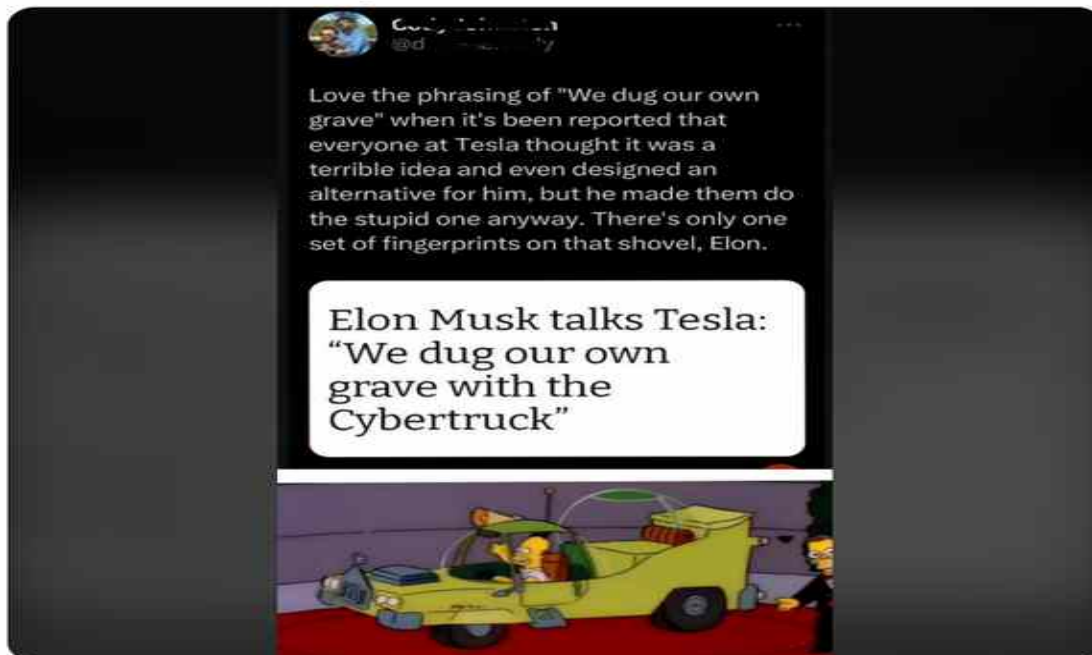 Love the phrasing of "We dug our own
grave" when it's been reported that
everyone at Tesla thought it was a
terrible idea and even designed an
alternative for him, but he made them do
the stupid one anyway. There's only one
set of fingerprints on that shovel, Elon.
Elon Musk talks Tesla:
“We dug our own
grave with the
Cybertruck”